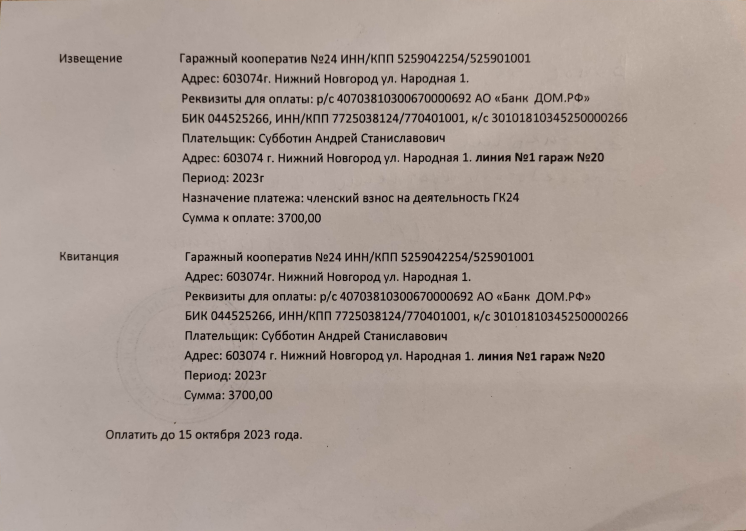 Извещение Гаражный кооператив №24 ИНН/КПП 5259042254/525901001
Адрес: 603074г. Нижний Новгород ул. Народная 1.
Реквизиты для оплаты: р/с 40703810300670000692 АО «Банк ДОМ.РФ»
БИК 044525266, ИНН/КПП 7725038124/770401001, к/с 30101810345250000266
Плательщик: Субботин Андрей Станиславович
Адрес: 603074 г. Нижний Новгород ул. Народная 1. линия №1 гараж №20
Период: 2023г
Назначение платежа: членский взнос на деятельность ГК24
Сумма к оплате: 3700,00
Квитанция Гаражный кооператив №24 ИНН/КПП 5259042254/525901001
Адрес: 603074г. Нижний Новгород ул. Народная 1.
Реквизиты для оплаты: р/с 40703810300670000692 АО «Банк ДОМ.РФ»
БИК 044525266, ИНН/КПП 7725038124/770401001, к/с 30101810345250000266
Плательщик: Субботин Андрей Станиславович
Адрес: 603074 г. Нижний Новгород ул. Народная 1. линия №1 гараж №20
Период: 2023г
Сумма: 3700,00
Оплатить до 15 октября 2023 года.